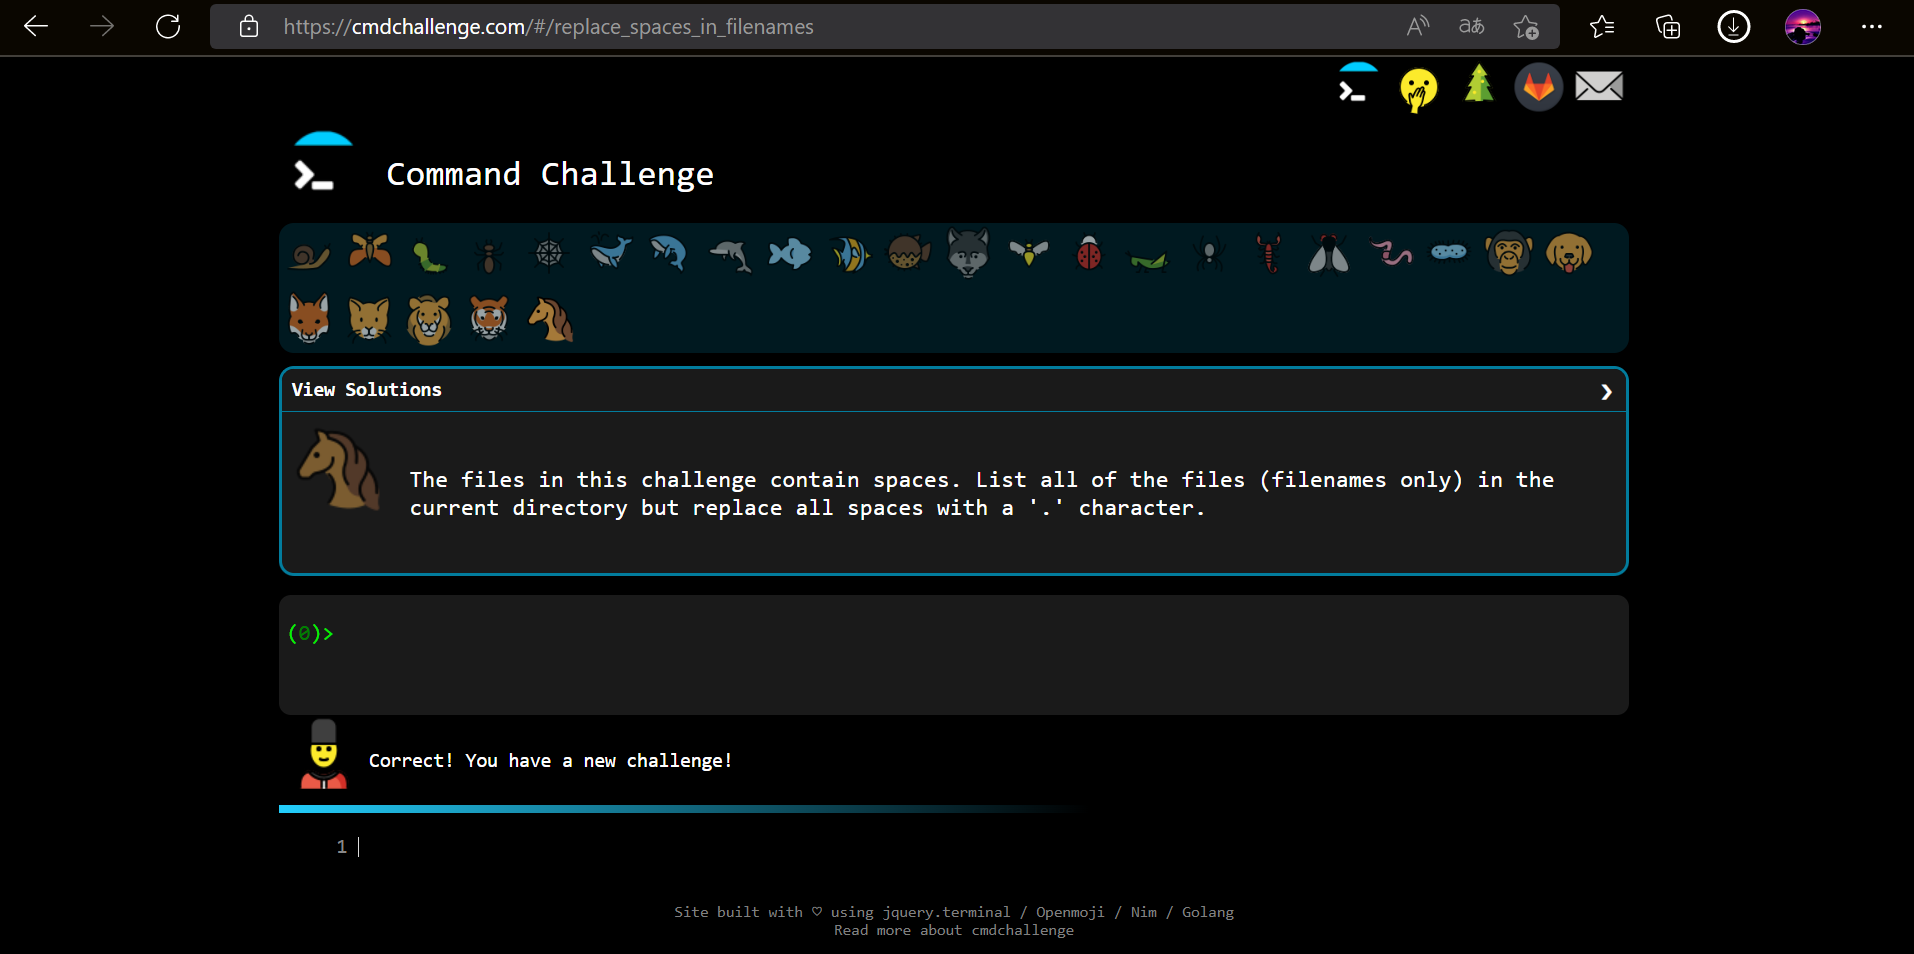 https://cmdchallenge.com/#/replace_spaces_in_filenames
Command Challenge
View Solutions
The files in this challenge contain spaces. List all of the files (filenames only) in the
current directory but replace all spaces with a '.' character.
(0)>
Correct! You have a new challenge!
1
Site built with ♡ using jquery.terminal / Openmoji / Nim / Golang
Read more about cmdchallenge